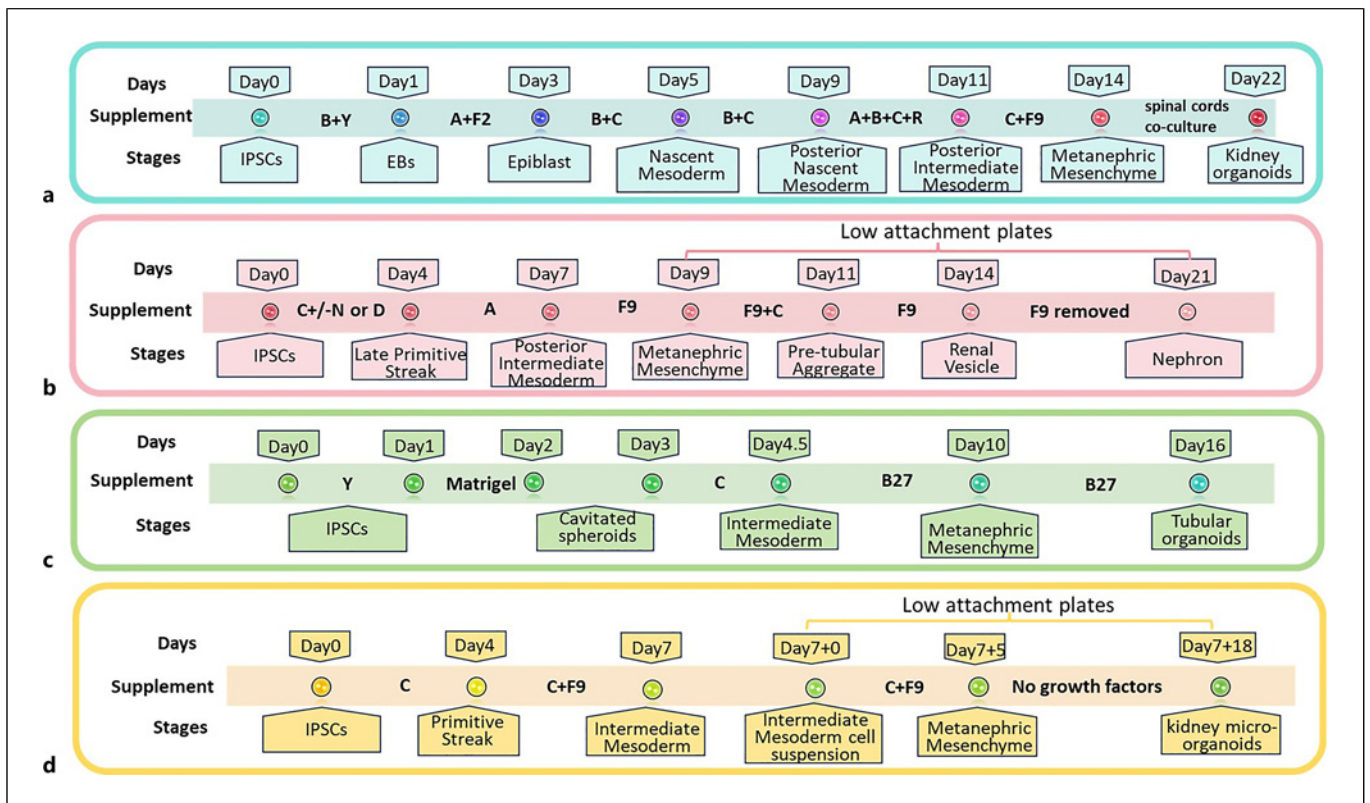 Days Day0 Day1 Day3 Day5 Day9 Day11 Day14 Day22
Supplement B+Y A+F2 B+C B+C A+B+C+R C+F9 spinal cords
co-culture
Stages IPSCs EBs Epiblast Nascent Posterior Posterior Metanephric Kidney
Mesoderm Nascent Intermediate Mesenchyme organoids
Mesoderm Mesoderm
a
Low attachment plates
Days Day0 Day4 Day7 Day9 Day11 Day14 Day21
Supplement C+/-N or D A F9 F9+C F9 F9 removed
Stages IPSCs Late Primitive Posterior Metanephric Pre-tubular Renal Nephron
Streak Intermediate Mesenchyme Aggregate Vesicle
Mesoderm
b
Days Day0 Day1 Day2 Day3 Day4.5 Day10 Day16
Supplement Y Matrigel C B27 B27
Stages IPSCs Cavitated Intermediate Metanephric Tubular
spheroids Mesoderm Mesenchyme organoids
c
Low attachment plates
Days Day0 Day4 Day7 Day7+0 Day7+5 Day7+18
Supplement C C+F9 C+F9 No growth factors
Stages IPSCs Primitive Intermediate Intermediate Metanephric kidney micro-
Streak Mesoderm Mesoderm cell Mesenchyme organoids
suspension
d